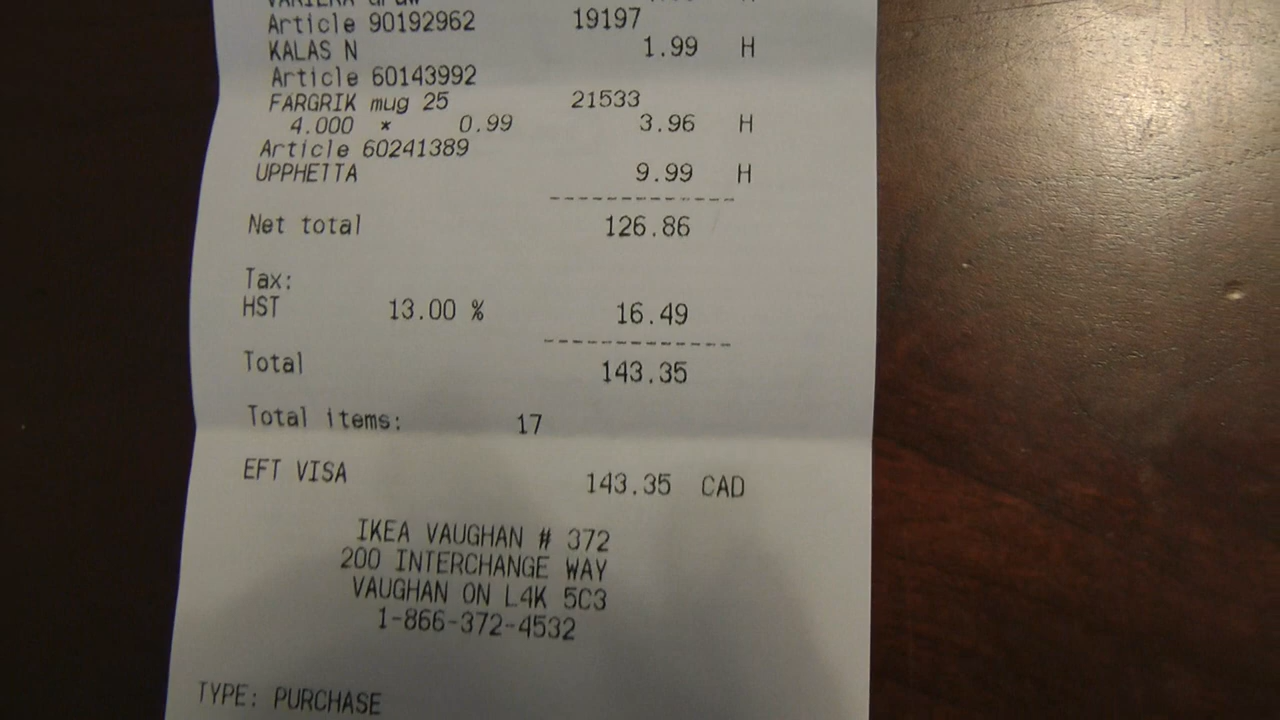 Article 90192962 19197
KALAS N 1.99 H
Article 60143992
FÄRGRIK mug 25 21533
4.000 * 0.99 3.96 H
Article 60241389
UPPHETTA 9.99 H
------------
Net total 126.86
Tax:
HST 13.00 % 16.49
------------
Total 143.35
Total items: 17
EFT VISA 143.35 CAD
IKEA VAUGHAN # 372
200 INTERCHANGE WAY
VAUGHAN ON L4K 5C3
1-866-372-4532
TYPE: PURCHASE